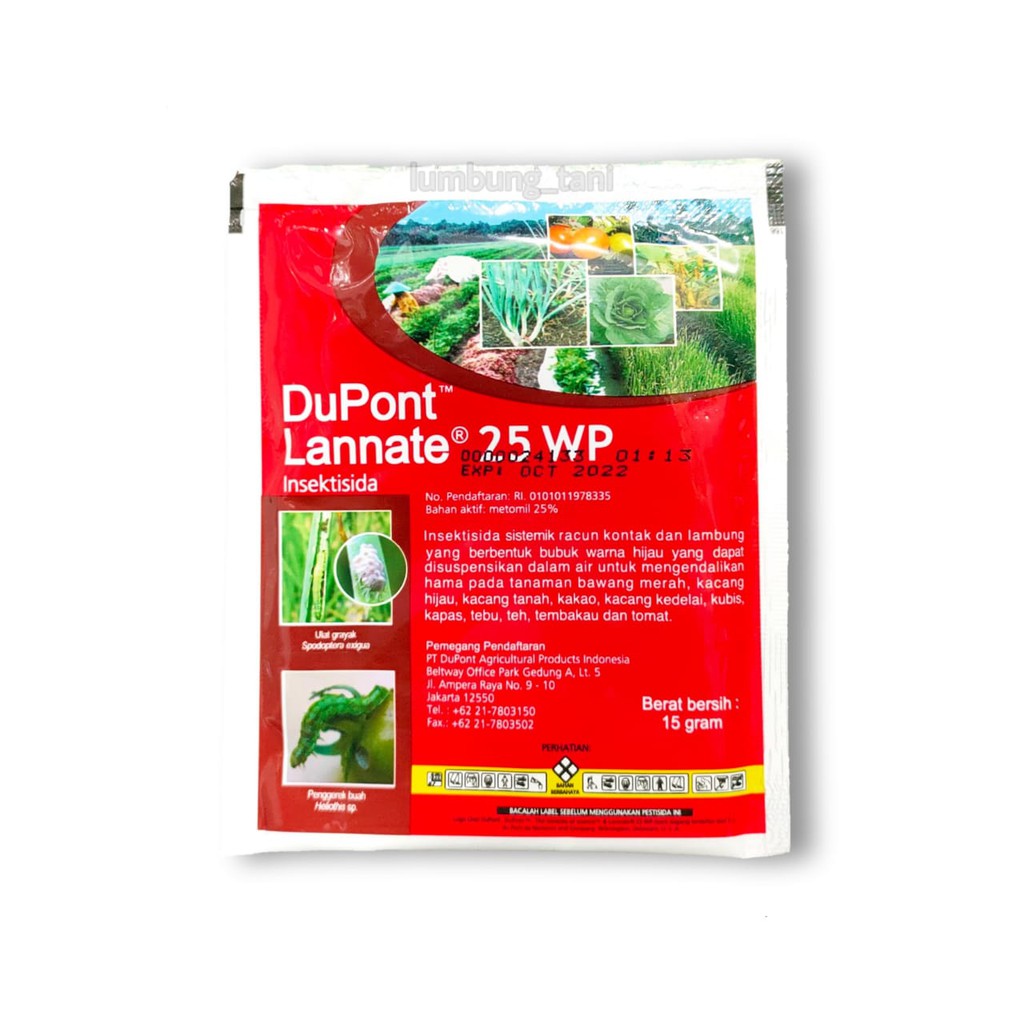 lumbung_tani
DuPont™
Lannate® 25 WP
0000024133 01:13
EXP: OCT 2022
Insektisida
No. Pendaftaran: RI. 0101011978335
Bahan aktif: metomil 25%
Insektisida sistemik racun kontak dan lambung
yang berbentuk bubuk warna hijau yang dapat
disuspensikan dalam air untuk mengendalikan
hama pada tanaman bawang merah, kacang
hijau, kacang tanah, kakao, kacang kedelai, kubis,
kapas, tebu, teh, tembakau dan tomat.
Ulat grayak
Spodoptera exigua
Pemegang Pendaftaran
PT DuPont Agricultural Products Indonesia
Beltway Office Park Gedung A, Lt. 5
Jl. Ampera Raya No. 9 - 10
Jakarta 12550
Tel. : +62 21-7803150
Fax.: +62 21-7803502
Berat bersih :
15 gram
Penggerek buah
Heliothis sp.
PERHATIAN:
BAHAN
BERBAHAYA
BACALAH LABEL SEBELUM MENGGUNAKAN PESTISIDA INI